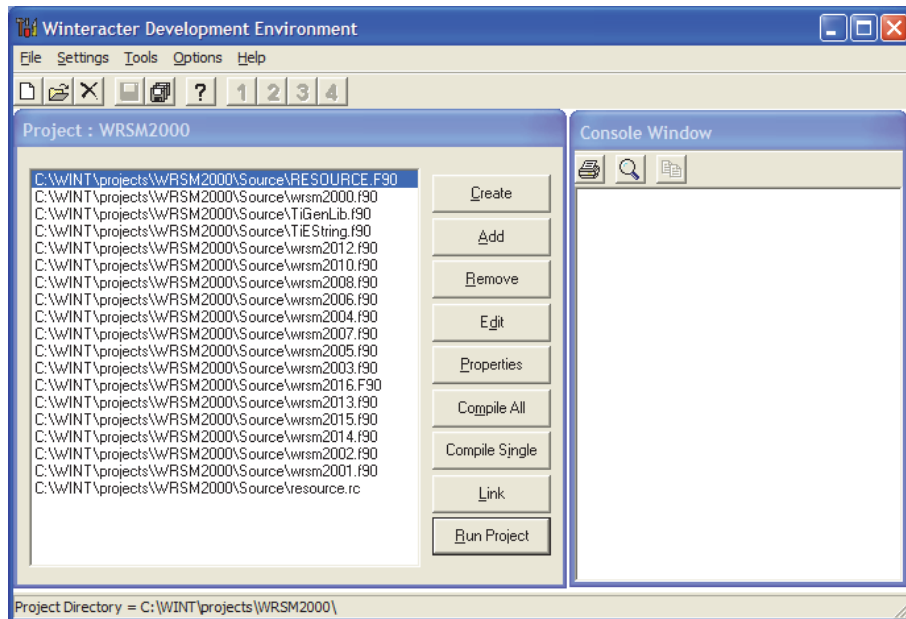 Winteracter Development Environment
File Settings Tools Options Help
? 1 2 3 4
Project : WRSM2000
Console Window
C:\WINT\projects\WRSM2000\Source\RESOURCE.F90
C:\WINT\projects\WRSM2000\Source\wrsm2000.f90
C:\WINT\projects\WRSM2000\Source\TiGenLib.f90
C:\WINT\projects\WRSM2000\Source\TiEString.f90
C:\WINT\projects\WRSM2000\Source\wrsm2012.f90
C:\WINT\projects\WRSM2000\Source\wrsm2010.f90
C:\WINT\projects\WRSM2000\Source\wrsm2008.f90
C:\WINT\projects\WRSM2000\Source\wrsm2006.f90
C:\WINT\projects\WRSM2000\Source\wrsm2004.f90
C:\WINT\projects\WRSM2000\Source\wrsm2007.f90
C:\WINT\projects\WRSM2000\Source\wrsm2005.f90
C:\WINT\projects\WRSM2000\Source\wrsm2003.f90
C:\WINT\projects\WRSM2000\Source\wrsm2016.F90
C:\WINT\projects\WRSM2000\Source\wrsm2013.f90
C:\WINT\projects\WRSM2000\Source\wrsm2015.f90
C:\WINT\projects\WRSM2000\Source\wrsm2014.f90
C:\WINT\projects\WRSM2000\Source\wrsm2002.f90
C:\WINT\projects\WRSM2000\Source\wrsm2001.f90
C:\WINT\projects\WRSM2000\Source\resource.rc
Create
Add
Remove
Edit
Properties
Compile All
Compile Single
Link
Run Project
Project Directory = C:\WINT\projects\WRSM2000\